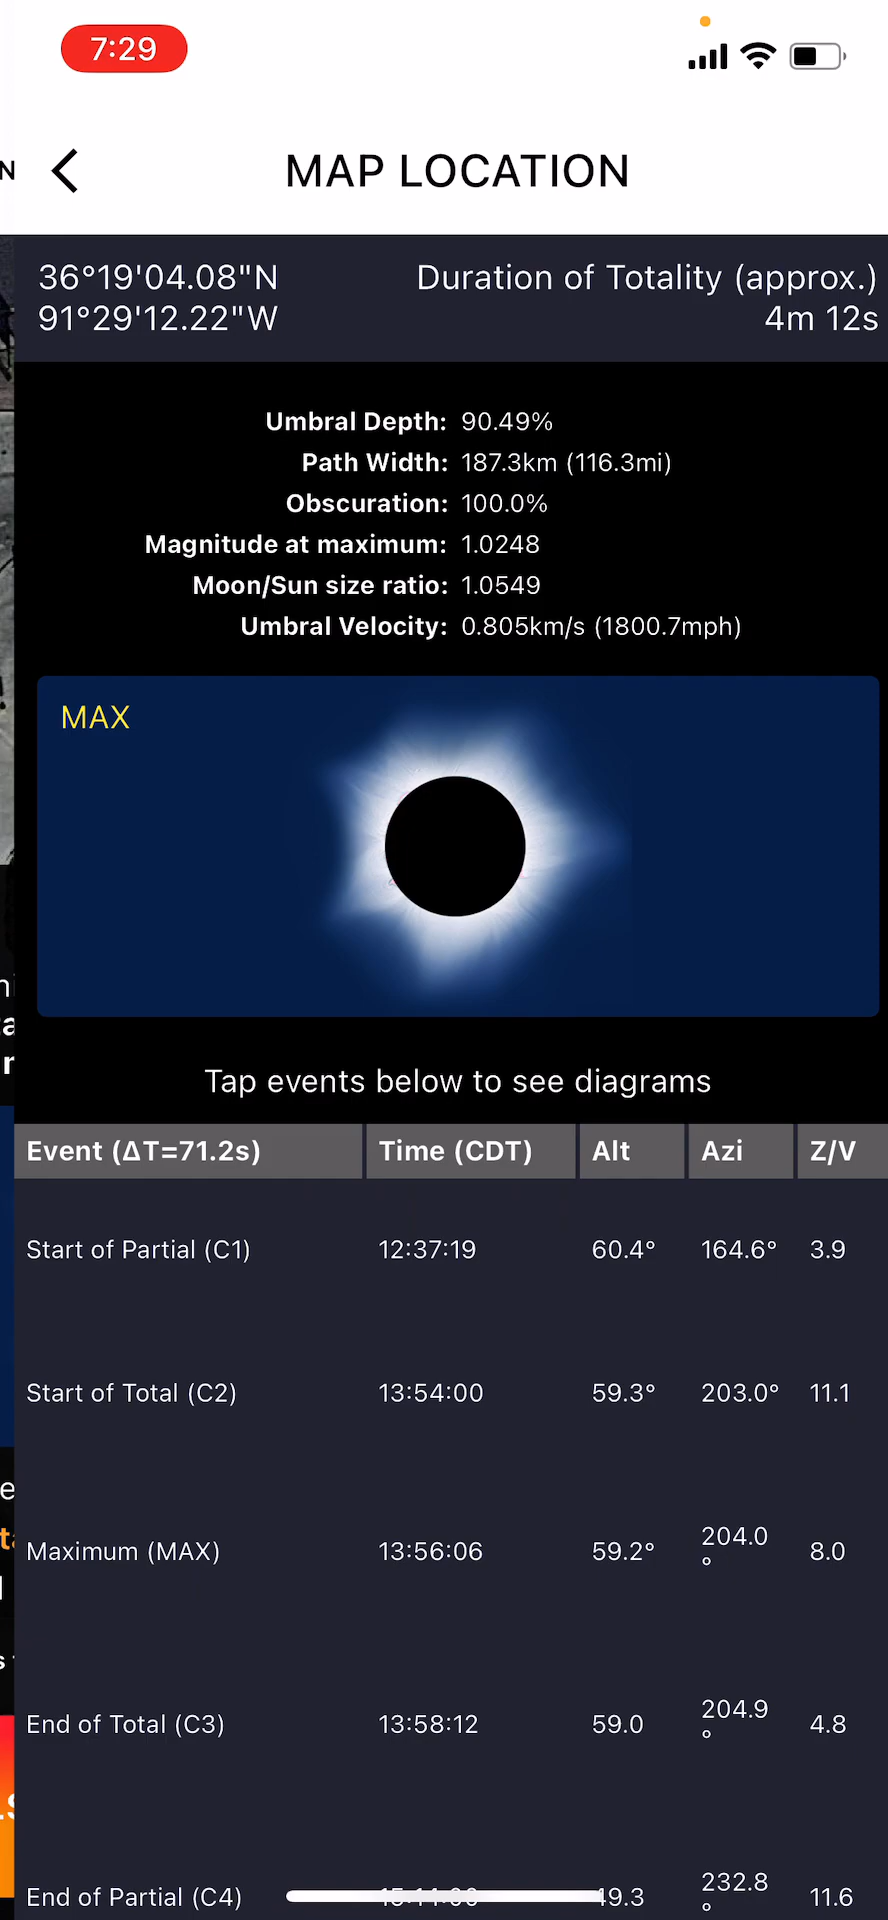 7:29
MAP LOCATION
36°19'04.08"N
91°29'12.22"W
Duration of Totality (approx.)
4m 12s
Umbral Depth: 90.49%
Path Width: 187.3km (116.3mi)
Obscuration: 100.0%
Magnitude at maximum: 1.0248
Moon/Sun size ratio: 1.0549
Umbral Velocity: 0.805km/s (1800.7mph)
MAX
Tap events below to see diagrams
Event (ΔT=71.2s) Time (CDT) Alt Azi Z/V
Start of Partial (C1) 12:37:19 60.4° 164.6° 3.9
Start of Total (C2) 13:54:00 59.3° 203.0° 11.1
Maximum (MAX) 13:56:06 59.2° 204.0° 8.0
End of Total (C3) 13:58:12 59.0 204.9° 4.8
End of Partial (C4) 49.3 232.8° 11.6